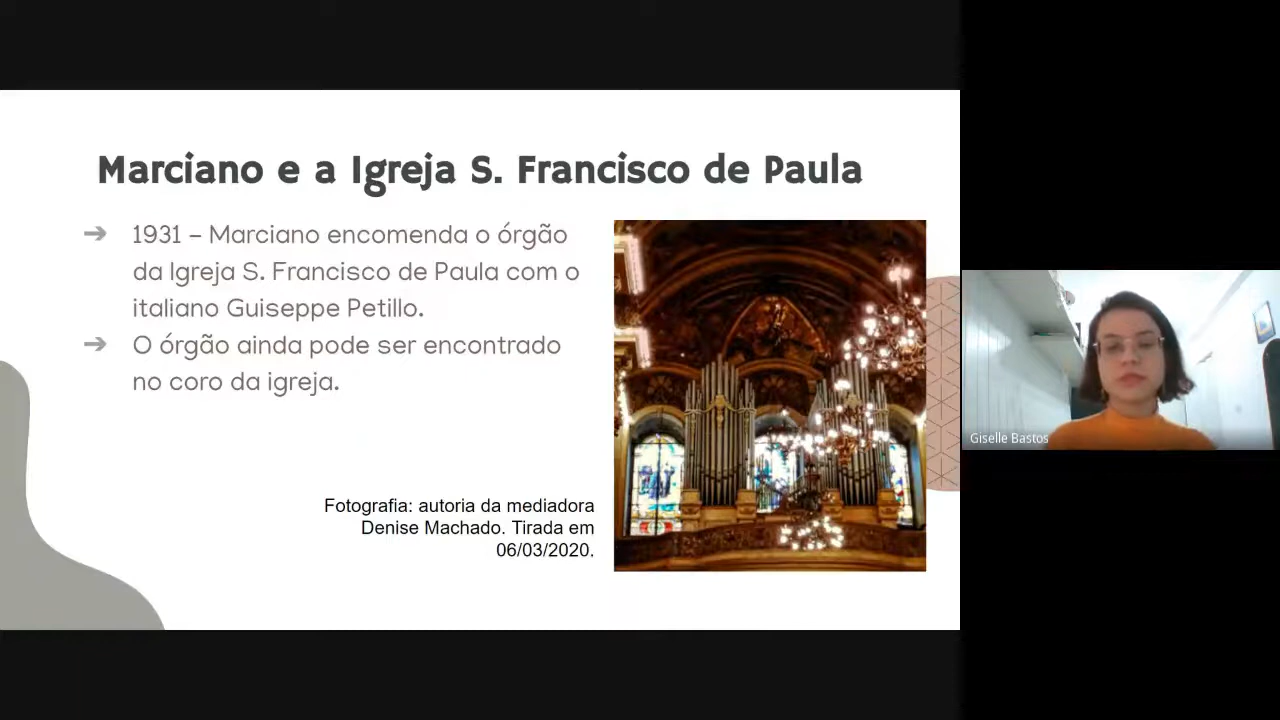 Marciano e a Igreja S. Francisco de Paula
➔ 1931 – Marciano encomenda o órgão
da Igreja S. Francisco de Paula com o
italiano Guiseppe Petillo.
➔ O órgão ainda pode ser encontrado
no coro da igreja.
Fotografia: autoria da mediadora
Denise Machado. Tirada em
06/03/2020.
Giselle Bastos